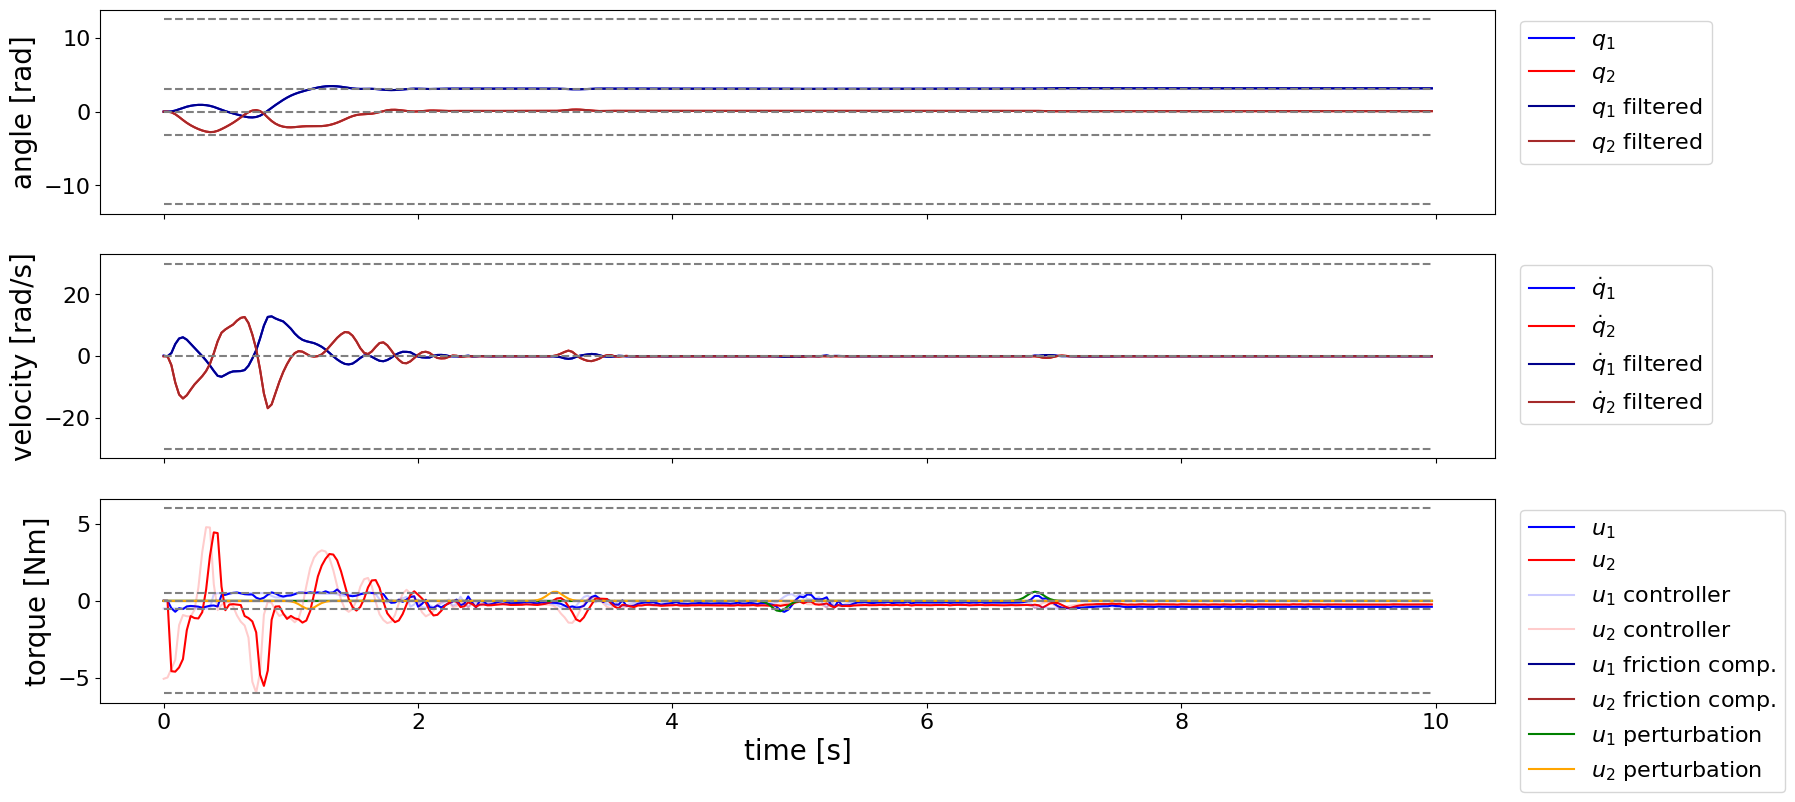 angle [rad]
10
0
−10
q₁
q₂
q₁ filtered
q₂ filtered
velocity [rad/s]
20
0
−20
q̇₁
q̇₂
q̇₁ filtered
q̇₂ filtered
torque [Nm]
5
0
−5
0 2 4 6 8 10
time [s]
u₁
u₂
u₁ controller
u₂ controller
u₁ friction comp.
u₂ friction comp.
u₁ perturbation
u₂ perturbation